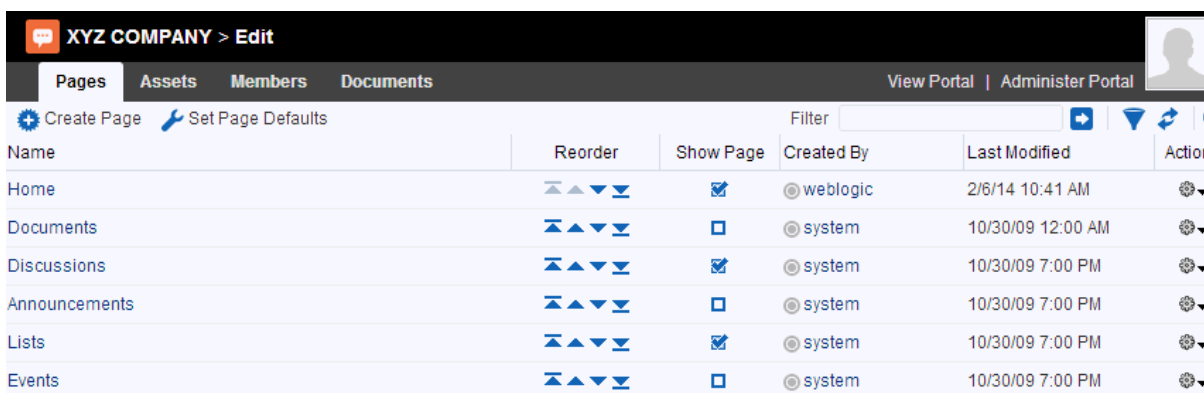 XYZ COMPANY > Edit
Pages Assets Members Documents View Portal | Administer Portal
Create Page Set Page Defaults Filter
Name Reorder Show Page Created By Last Modified
Home weblogic 2/6/14 10:41 AM
Documents system 10/30/09 12:00 AM
Discussions system 10/30/09 7:00 PM
Announcements system 10/30/09 7:00 PM
Lists system 10/30/09 7:00 PM
Events system 10/30/09 7:00 PM